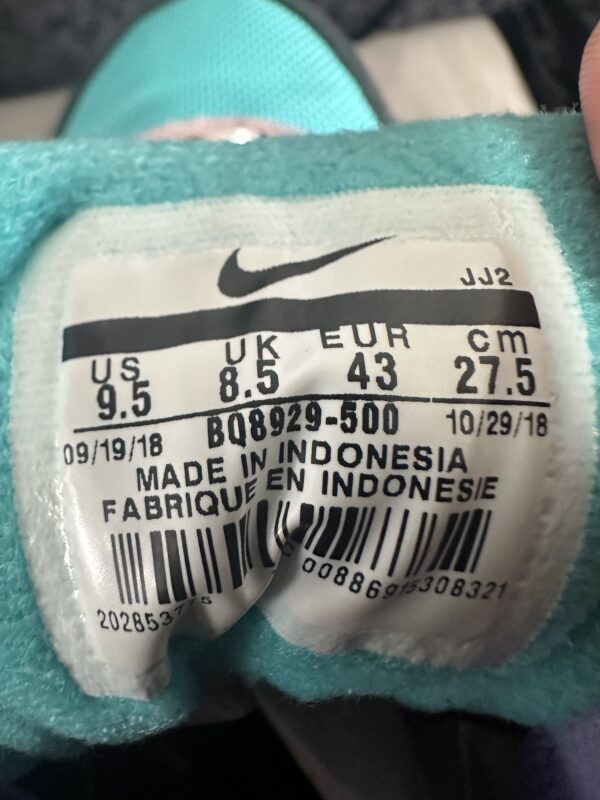 JJ2
US UK EUR cm
9.5 8.5 43 27.5
09/19/18 BQ8929-500 10/29/18
MADE IN INDONESIA
FABRIQUE EN INDONESIE
00886915308321